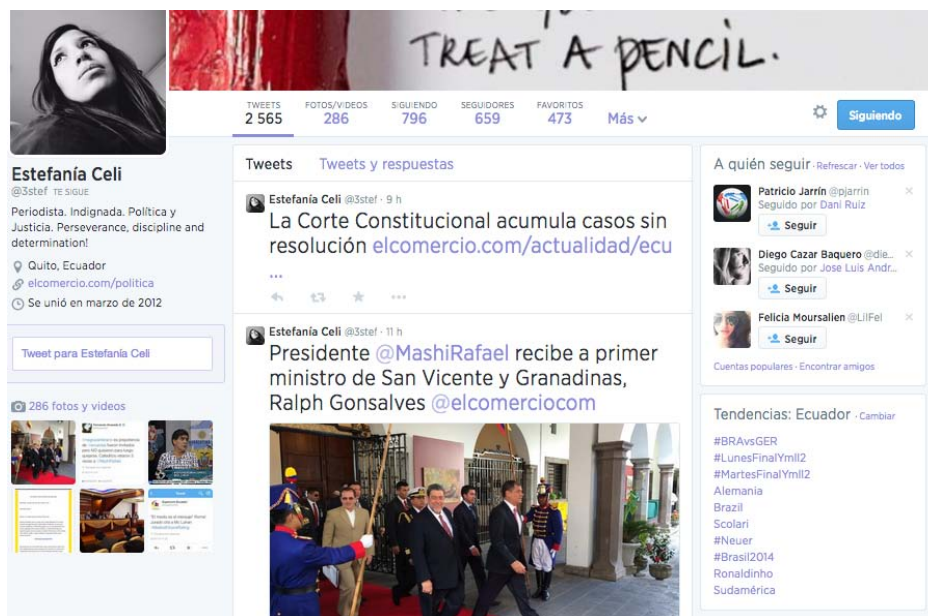 TREAT A PENCIL.
TWEETS
2 565
FOTOS/VIDEOS
286
SIGUIENDO
796
SEGUIDORES
659
FAVORITOS
473
Más
Siguiendo
Estefanía Celi
@3stef TE SIGUE
Periodista. Indignada. Política y
Justicia. Perseverance, discipline and
determination!
Quito, Ecuador
elcomercio.com/politica
Se unió en marzo de 2012
Tweet para Estefanía Celi
286 fotos y videos
Tweets Tweets y respuestas
Estefanía Celi @3stef · 9 h
La Corte Constitucional acumula casos sin
resolución elcomercio.com/actualidad/ecu
...
Estefanía Celi @3stef · 11 h
Presidente @MashiRafael recibe a primer
ministro de San Vicente y Granadinas,
Ralph Gonsalves @elcomerciocom
A quién seguir · Refrescar · Ver todos
Patricio Jarrín @pjarrin
Seguido por Dani Ruiz
Seguir
Diego Cazar Baquero @die...
Seguido por Jose Luis Andr...
Seguir
Felicia Moursalien @LilFel
Seguir
Cuentas populares · Encontrar amigos
Tendencias: Ecuador · Cambiar
#BRAvsGER
#LunesFinalYmll2
#MartesFinalYmll2
Alemania
Brazil
Scolari
#Neuer
#Brasil2014
Ronaldinho
Sudamérica